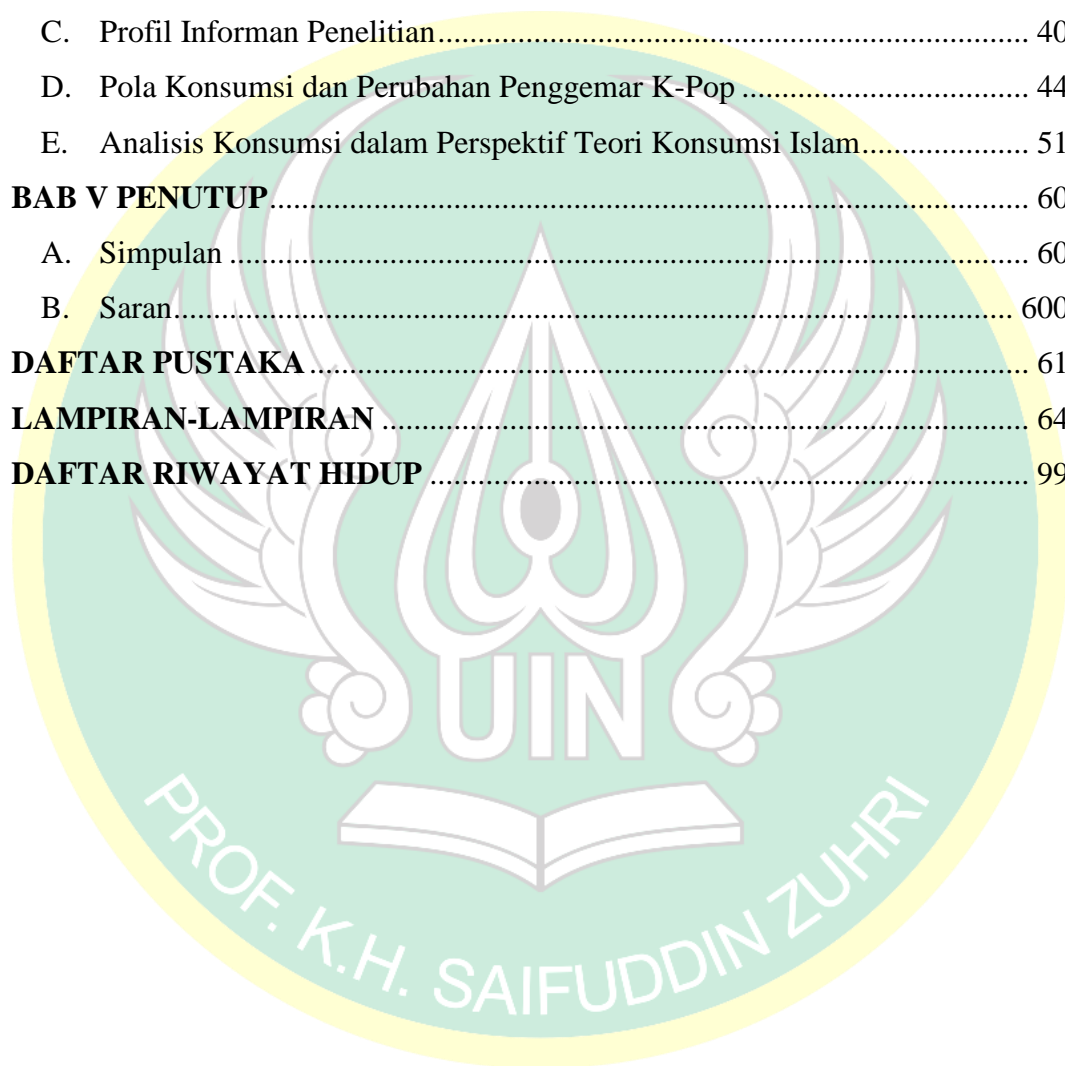 C. Profil Informan Penelitian........................................................................................ 40
D. Pola Konsumsi dan Perubahan Penggemar K-Pop ........................................... 44
E. Analisis Konsumsi dalam Perspektif Teori Konsumsi Islam......................... 51
BAB V PENUTUP................................................................................................................ 60
A. Simpulan ..................................................................................................................... 60
B. Saran........................................................................................................................... 600
DAFTAR PUSTAKA ........................................................................................................... 61
LAMPIRAN-LAMPIRAN ................................................................................................ 64
DAFTAR RIWAYAT HIDUP ......................................................................................... 99
UIN
PROF. K.H. SAIFUDDIN ZUHRI